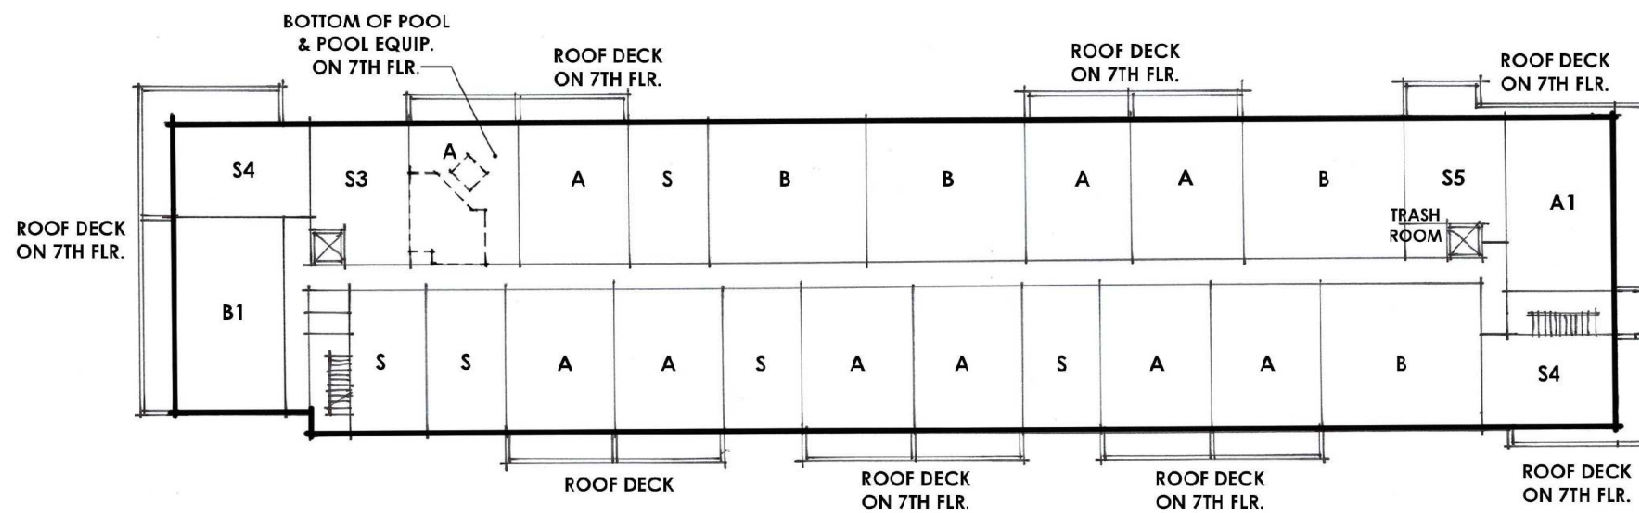 BOTTOM OF POOL
& POOL EQUIP.
ON 7TH FLR.
ROOF DECK
ON 7TH FLR.
ROOF DECK
ON 7TH FLR.
ROOF DECK
ON 7TH FLR.
S4
S3
A
A
S
B
B
A
A
B
S5
A1
TRASH
ROOM
ROOF DECK
ON 7TH FLR.
B1
S
S
A
A
S
A
A
S
A
A
B
S4
ROOF DECK
ROOF DECK
ON 7TH FLR.
ROOF DECK
ON 7TH FLR.
ROOF DECK
ON 7TH FLR.